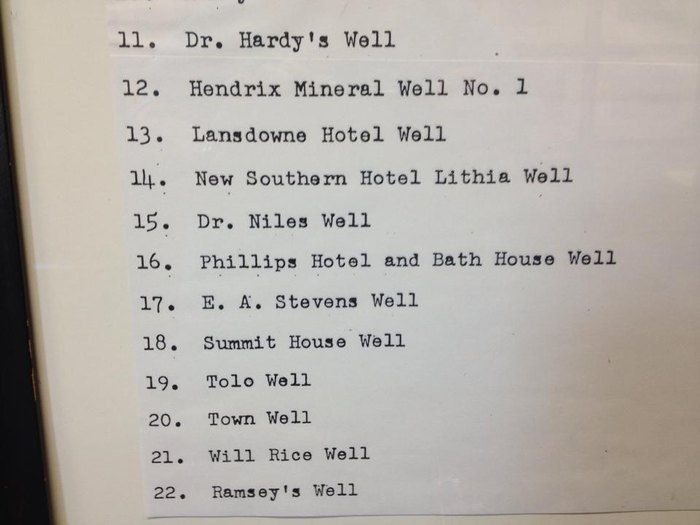 11. Dr. Hardy's Well
12. Hendrix Mineral Well No. 1
13. Lansdowne Hotel Well
14. New Southern Hotel Lithia Well
15. Dr. Niles Well
16. Phillips Hotel and Bath House Well
17. E. A. Stevens Well
18. Summit House Well
19. Tolo Well
20. Town Well
21. Will Rice Well
22. Ramsey's Well